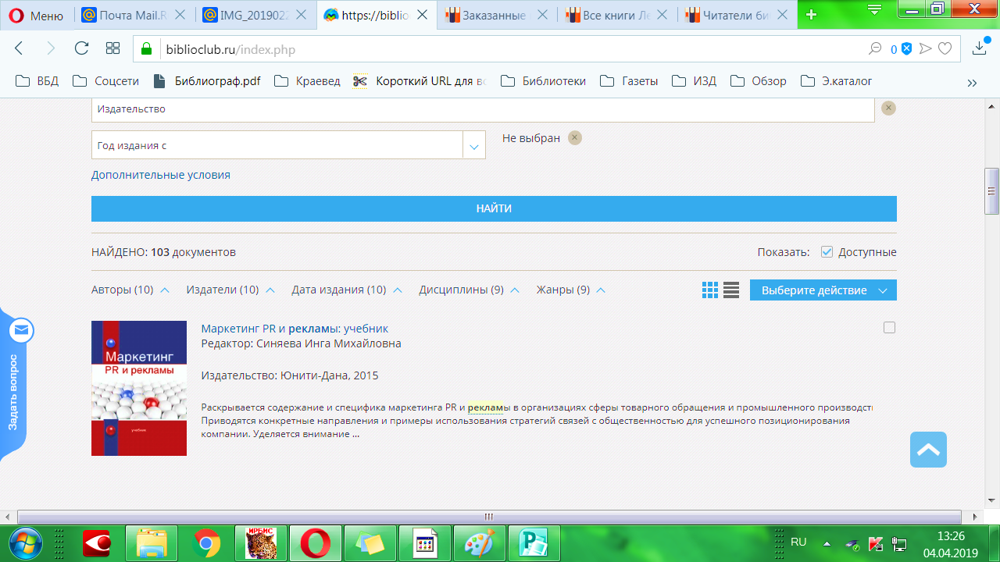 Меню
Почта Mail.R
IMG_2019022
https://biblio
Заказанные
Все книги Ле
Читатели би
biblioclub.ru/index.php
0
ВБД
Соцсети
Библиограф.pdf
Краевед
Короткий URL для вс
Библиотеки
Газеты
ИЗД
Обзор
Э.каталог
»
Издательство
Год издания с
Не выбран
Дополнительные условия
НАЙТИ
НАЙДЕНО: 103 документов
Показать:
Доступные
Авторы (10)
Издатели (10)
Дата издания (10)
Дисциплины (9)
Жанры (9)
Выберите действие
Задать вопрос
Маркетинг
PR и рекламы
учебник
Маркетинг PR и рекламы: учебник
Редактор: Синяева Инга Михайловна
Издательство: Юнити-Дана, 2015
Раскрывается содержание и специфика маркетинга PR и рекламы в организациях сферы товарного обращения и промышленного производст
Приводятся конкретные направления и примеры использования стратегий связей с общественностью для успешного позиционирования
компании. Уделяется внимание ...
ИРБИС
RU
13:26
04.04.2019